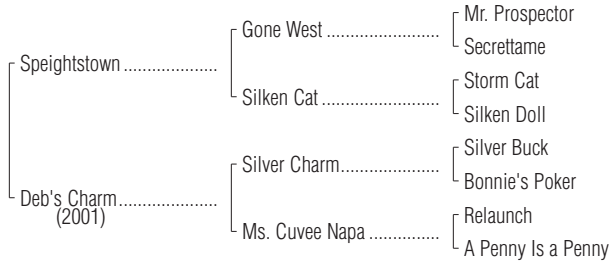 Mr. Prospector
Gone West ........................
Secrettame
Speightstown ....................
Storm Cat
Silken Cat .........................
Silken Doll
Silver Buck
Silver Charm.....................
Bonnie's Poker
Deb's Charm.....................
(2001)
Relaunch
Ms. Cuvee Napa ...............
A Penny Is a Penny